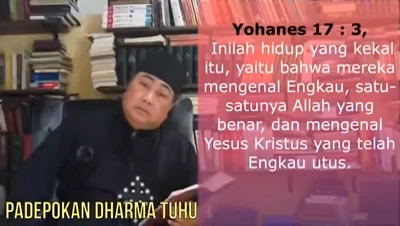 Yohanes 17 : 3,
Inilah hidup yang kekal
itu, yaitu bahwa mereka
mengenal Engkau, satu-
satunya Allah yang
benar, dan mengenal
Yesus Kristus yang telah
Engkau utus.
PADEPOKAN DHARMA TUHU